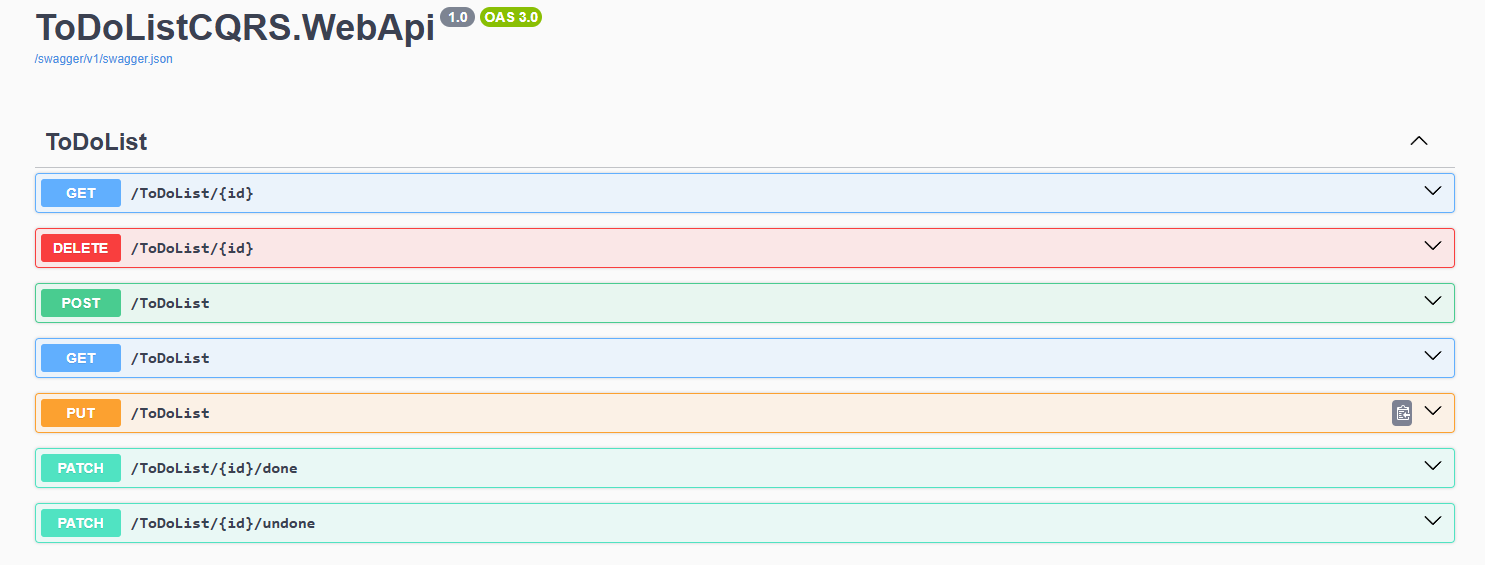 ToDoListCQRS.WebApi 1.0 OAS 3.0
/swagger/v1/swagger.json
ToDoList
GET /ToDoList/{id}
DELETE /ToDoList/{id}
POST /ToDoList
GET /ToDoList
PUT /ToDoList
PATCH /ToDoList/{id}/done
PATCH /ToDoList/{id}/undone